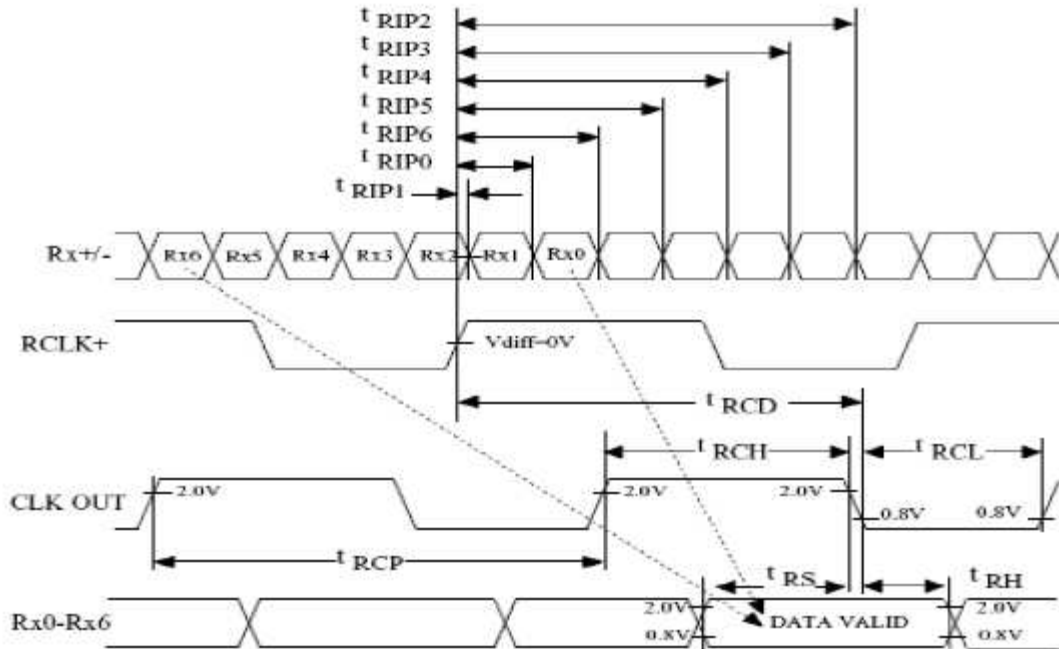 t RIP2
t RIP3
t RIP4
t RIP5
t RIP6
t RIP0
t RIP1
Rx+/- Rx6 Rx5 Rx4 Rx3 Rx2 Rx1 Rx0
RCLK+ Vdiff=0V
t RCD
t RCH t RCL
CLK OUT 2.0V 2.0V 2.0V 0.8V 0.8V
t RCP
t RS t RH
Rx0-Rx6 2.0V DATA VALID 2.0V
0.8V 0.8V